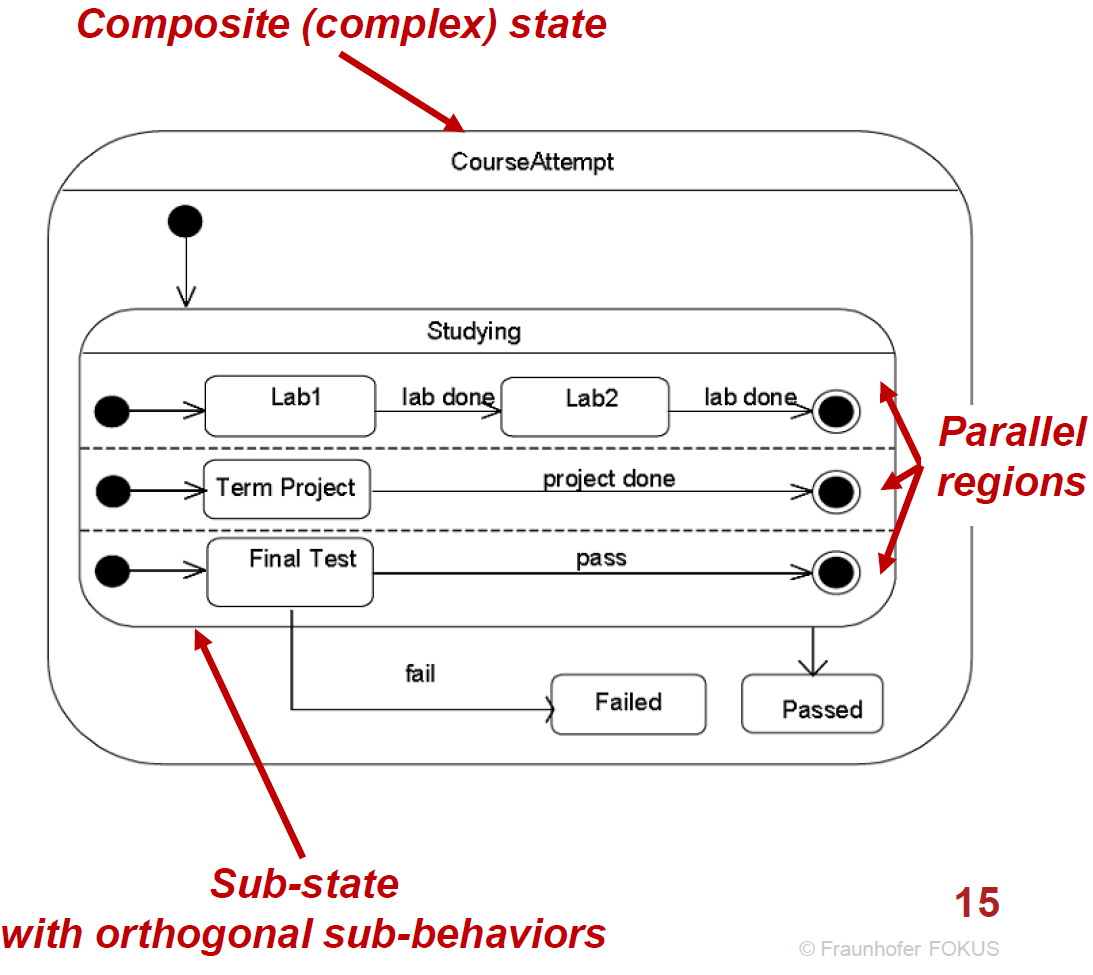 Composite (complex) state
CourseAttempt
Studying
Lab1
lab done
Lab2
lab done
Parallel
regions
Term Project
project done
Final Test
pass
fail
Failed
Passed
Sub-state
with orthogonal sub-behaviors
15
© Fraunhofer FOKUS